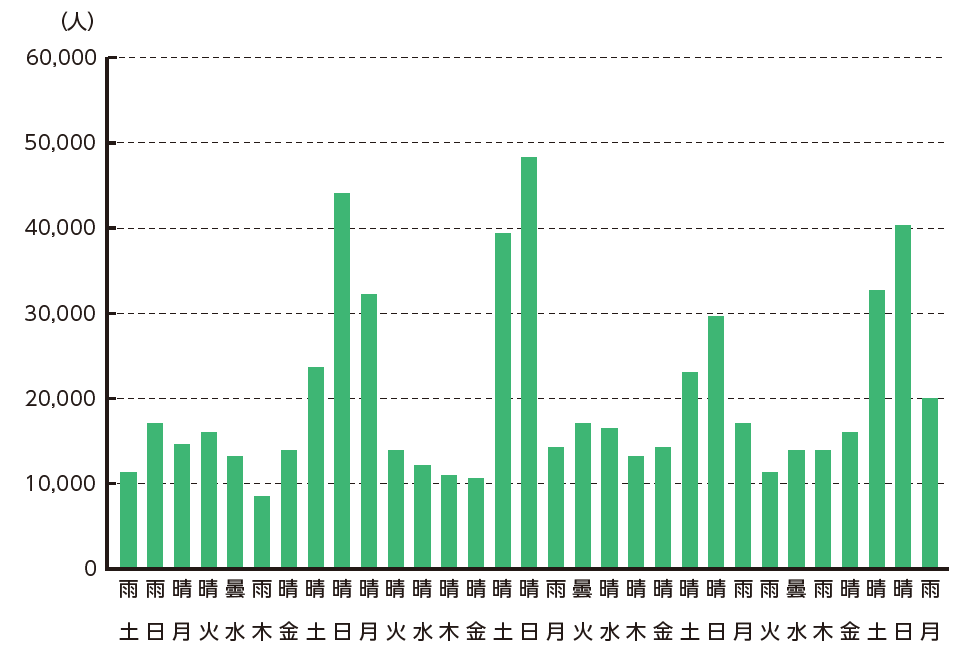 (人)
60,000
50,000
40,000
30,000
20,000
10,000
0
雨 雨 晴 晴 曇 雨 晴 晴 晴 晴 晴 晴 晴 晴 晴 晴 雨 曇 晴 晴 晴 晴 晴 雨 雨 曇 雨 晴 晴 晴 雨
土 日 月 火 水 木 金 土 日 月 火 水 木 金 土 日 月 火 水 木 金 土 日 月 火 水 木 金 土 日 月